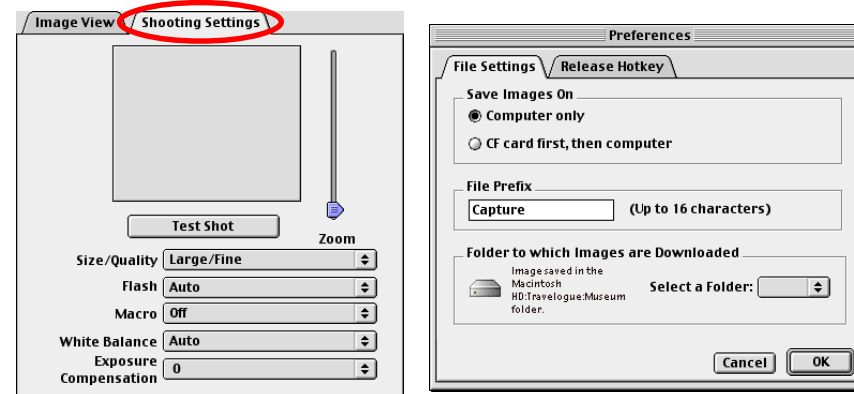 Image View
Shooting Settings
Test Shot
Zoom
Size/Quality Large/Fine
Flash Auto
Macro Off
White Balance Auto
Exposure
Compensation 0
Preferences
File Settings
Release Hotkey
Save Images On
Computer only
CF card first, then computer
File Prefix
Capture (Up to 16 characters)
Folder to which Images are Downloaded
Image saved in the
Macintosh
HD:Travelogue:Museum
folder.
Select a Folder:
Cancel OK